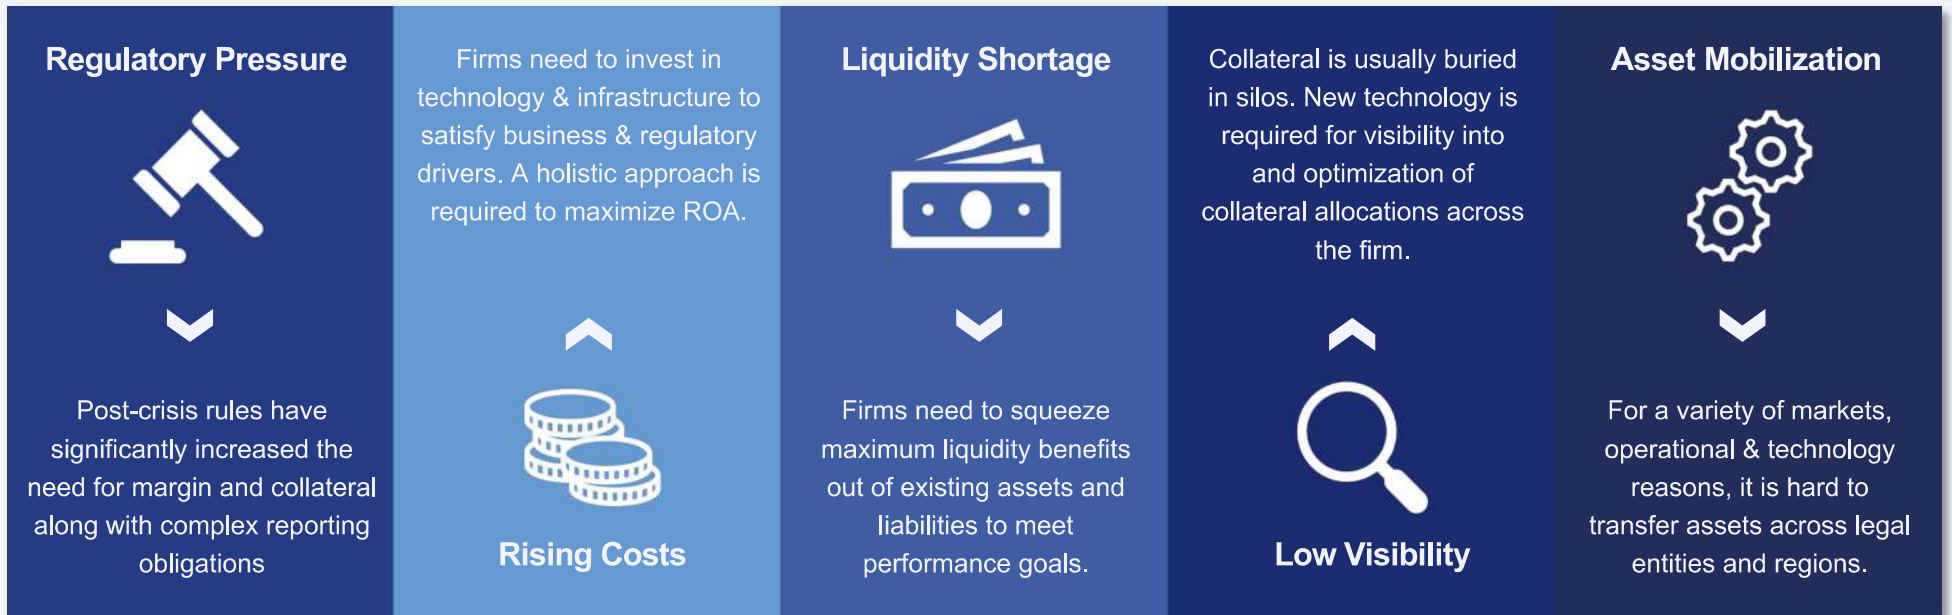 Regulatory Pressure
Post-crisis rules have
significantly increased the
need for margin and collateral
along with complex reporting
obligations
Firms need to invest in
technology & infrastructure to
satisfy business & regulatory
drivers. A holistic approach is
required to maximize ROA.
Rising Costs
Liquidity Shortage
Firms need to squeeze
maximum liquidity benefits
out of existing assets and
liabilities to meet
performance goals.
Collateral is usually buried
in silos. New technology is
required for visibility into
and optimization of
collateral allocations across
the firm.
Low Visibility
Asset Mobilization
For a variety of markets,
operational & technology
reasons, it is hard to
transfer assets across legal
entities and regions.